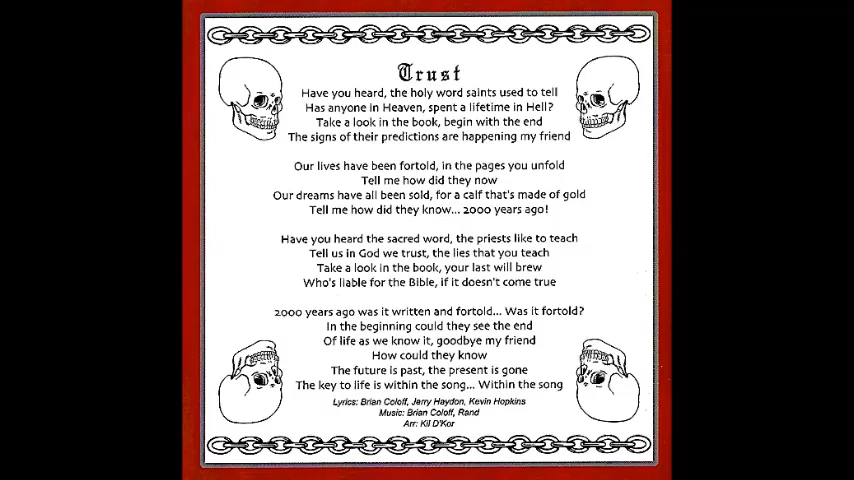 Trust
Have you heard, the holy word saints used to tell
Has anyone in Heaven, spent a lifetime in Hell?
Take a look in the book, begin with the end
The signs of their predictions are happening my friend
Our lives have been fortold, in the pages you unfold
Tell me how did they now
Our dreams have all been sold, for a calf that's made of gold
Tell me how did they know... 2000 years ago!
Have you heard the sacred word, the priests like to teach
Tell us in God we trust, the lies that you teach
Take a look in the book, your last will brew
Who's liable for the Bible, if it doesn't come true
2000 years ago was it written and fortold... Was it fortold?
In the beginning could they see the end
Of life as we know it, goodbye my friend
How could they know
The future is past, the present is gone
The key to life is within the song... Within the song
Lyrics: Brian Coloff, Jerry Haydon, Kevin Hopkins
Music: Brian Coloff, Rand
Arr: Kil D'Kor